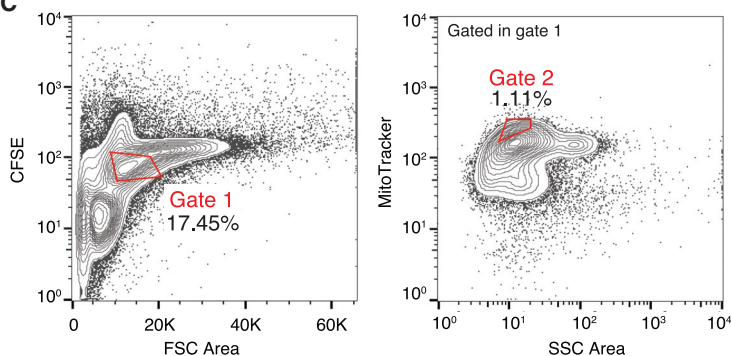 C
10⁴
10³
10²
10¹
10⁰
CFSE
Gate 1
17.45%
0
20K
40K
60K
FSC Area
Gated in gate 1
10⁴
10³
10²
10¹
10⁰
MitoTracker
Gate 2
1.11%
10⁰
10¹
10²
10³
10⁴
SSC Area